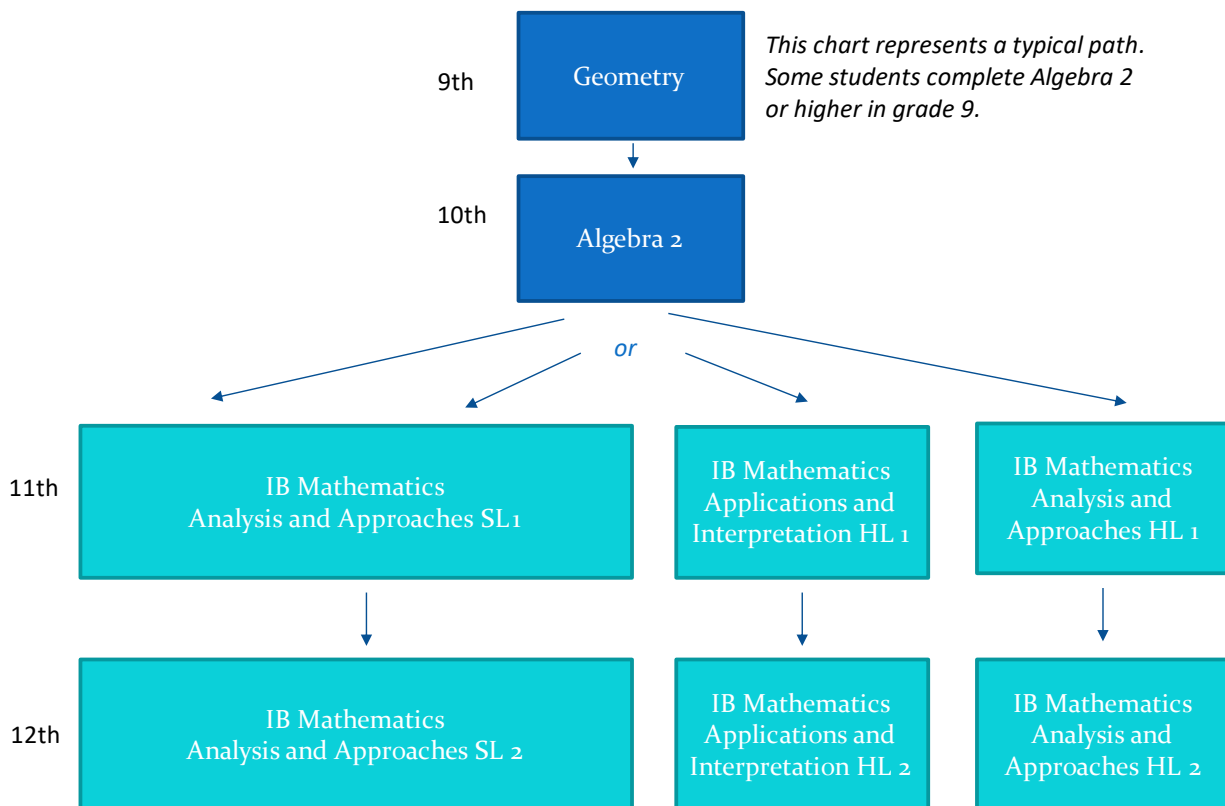 9th
Geometry
This chart represents a typical path.
Some students complete Algebra 2
or higher in grade 9.
10th
Algebra 2
or
11th
IB Mathematics
Analysis and Approaches SL1
IB Mathematics
Applications and
Interpretation HL 1
IB Mathematics
Analysis and
Approaches HL 1
12th
IB Mathematics
Analysis and Approaches SL 2
IB Mathematics
Applications and
Interpretation HL 2
IB Mathematics
Analysis and
Approaches HL 2